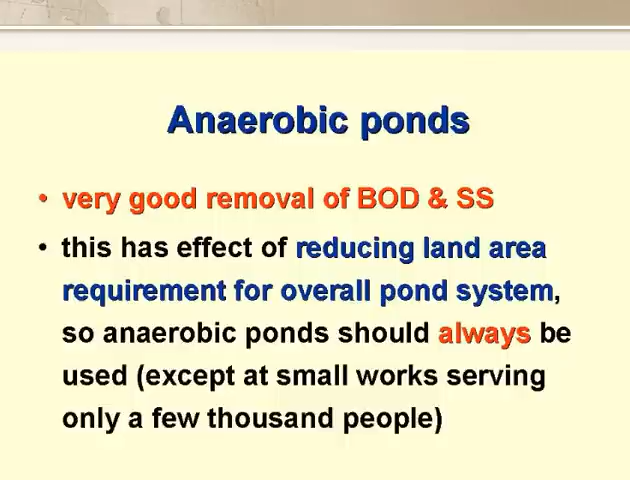 Anaerobic ponds
• very good removal of BOD & SS
• this has effect of reducing land area
requirement for overall pond system,
so anaerobic ponds should always be
used (except at small works serving
only a few thousand people)